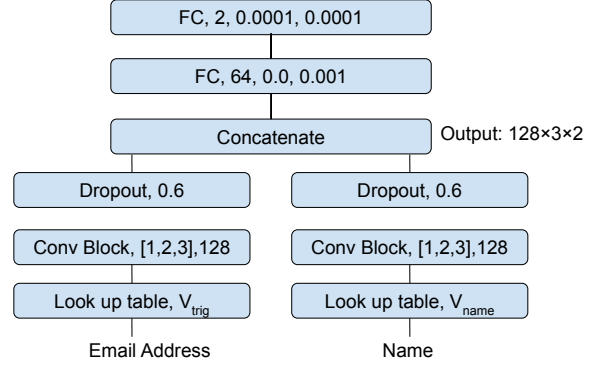 FC, 2, 0.0001, 0.0001
FC, 64, 0.0, 0.001
Concatenate
Output: 128×3×2
Dropout, 0.6
Dropout, 0.6
Conv Block, [1,2,3],128
Conv Block, [1,2,3],128
Look up table, V_trig
Look up table, V_name
Email Address
Name